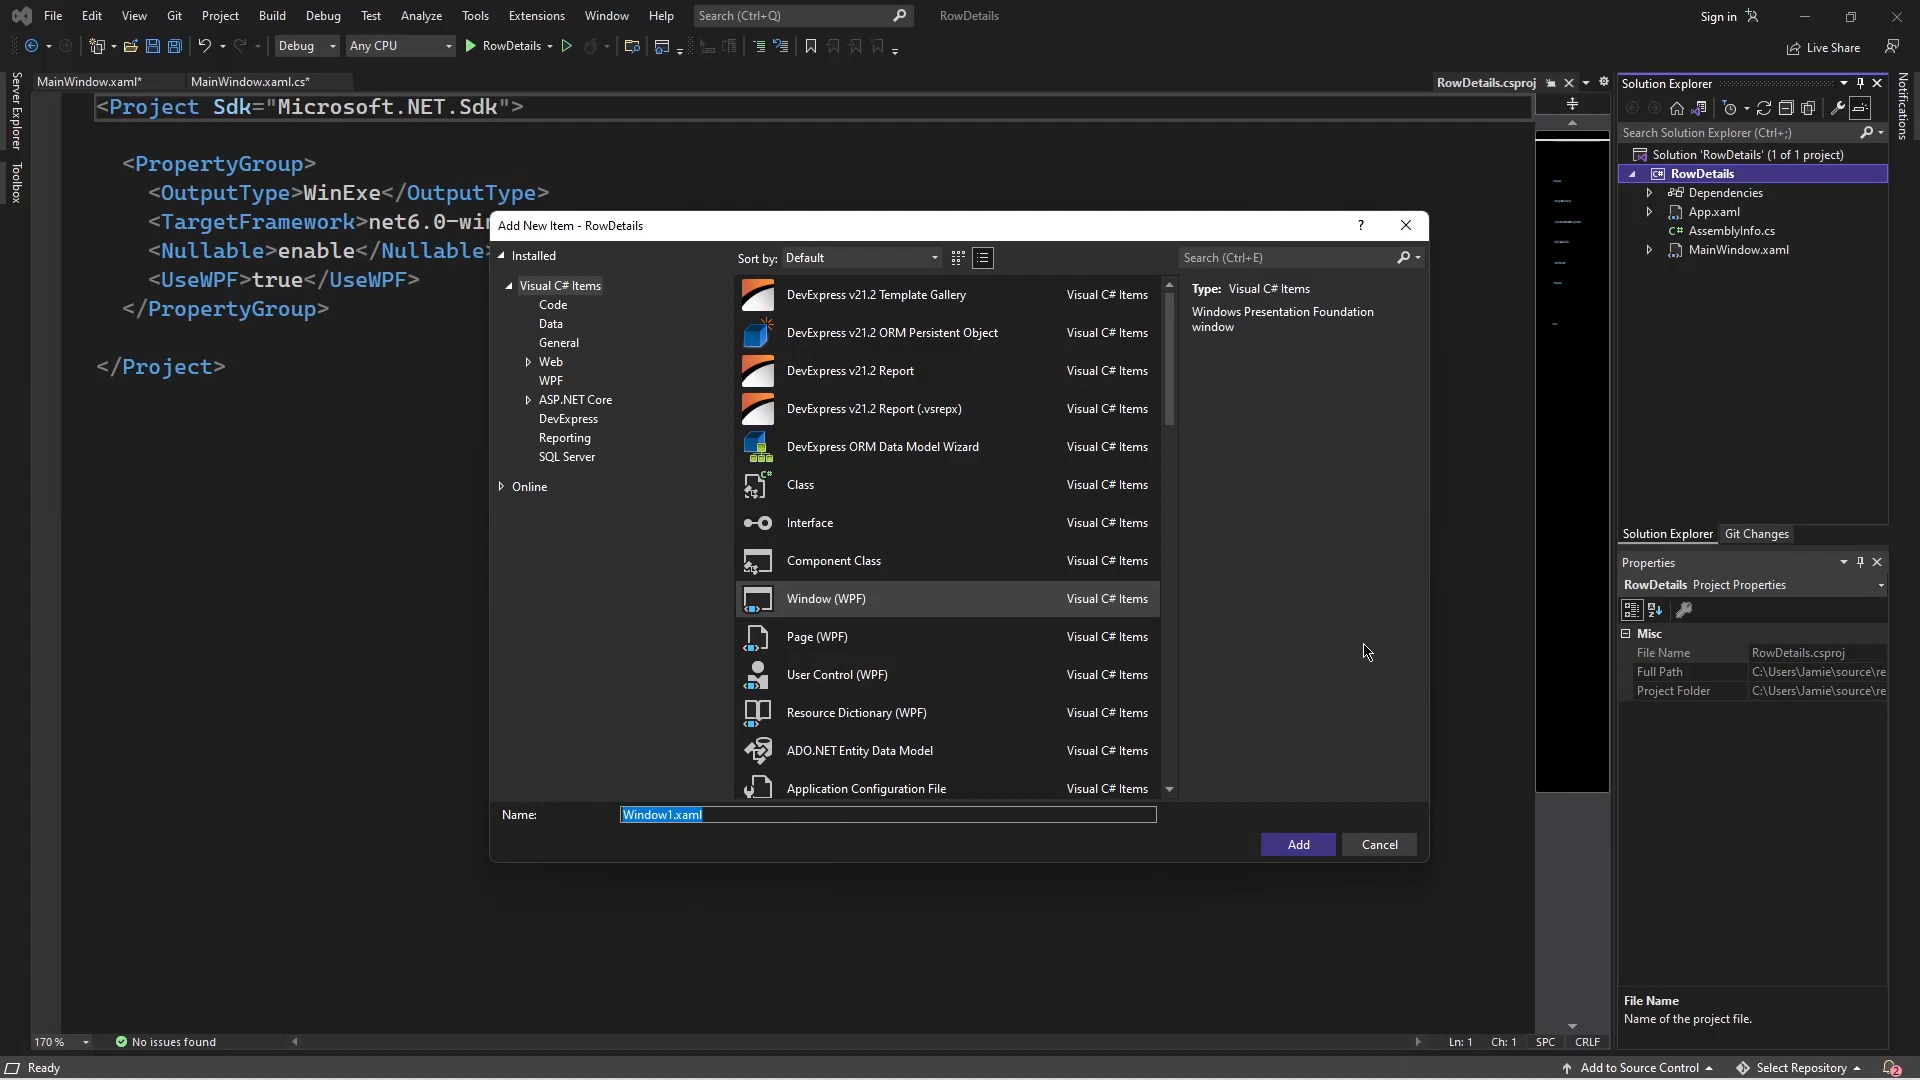 File Edit View Git Project Build Debug Test Analyze Tools Extensions Window Help Search (Ctrl+Q) RowDetails Sign in
Debug Any CPU RowDetails Live Share
Server Explorer
Toolbox
MainWindow.xaml* MainWindow.xaml.cs* RowDetails.csproj
<Project Sdk="Microsoft.NET.Sdk">
<PropertyGroup>
<OutputType>WinExe</OutputType>
<TargetFramework>net6.0-win
<Nullable>enable</Nullable>
<UseWPF>true</UseWPF>
</PropertyGroup>
</Project>
Add New Item - RowDetails ?
Installed
Visual C# Items
Code
Data
General
Web
WPF
ASP.NET Core
DevExpress
Reporting
SQL Server
Online
Sort by: Default
Search (Ctrl+E)
DevExpress v21.2 Template Gallery Visual C# Items
DevExpress v21.2 ORM Persistent Object Visual C# Items
DevExpress v21.2 Report Visual C# Items
DevExpress v21.2 Report (.vsrepx) Visual C# Items
DevExpress ORM Data Model Wizard Visual C# Items
Class Visual C# Items
Interface Visual C# Items
Component Class Visual C# Items
Window (WPF) Visual C# Items
Page (WPF) Visual C# Items
User Control (WPF) Visual C# Items
Resource Dictionary (WPF) Visual C# Items
ADO.NET Entity Data Model Visual C# Items
Application Configuration File Visual C# Items
Type: Visual C# Items
Windows Presentation Foundation
window
Name: Window1.xaml
Add Cancel
Solution Explorer
Search Solution Explorer (Ctrl+;)
Solution 'RowDetails' (1 of 1 project)
C# RowDetails
Dependencies
App.xaml
C# AssemblyInfo.cs
MainWindow.xaml
Solution Explorer Git Changes
Properties
RowDetails Project Properties
Misc
File Name RowDetails.csproj
Full Path C:\Users\Jamie\source\re
Project Folder C:\Users\Jamie\source\re
File Name
Name of the project file.
Notifications
170 % No issues found Ln: 1 Ch: 1 SPC CRLF
Ready Add to Source Control Select Repository 2